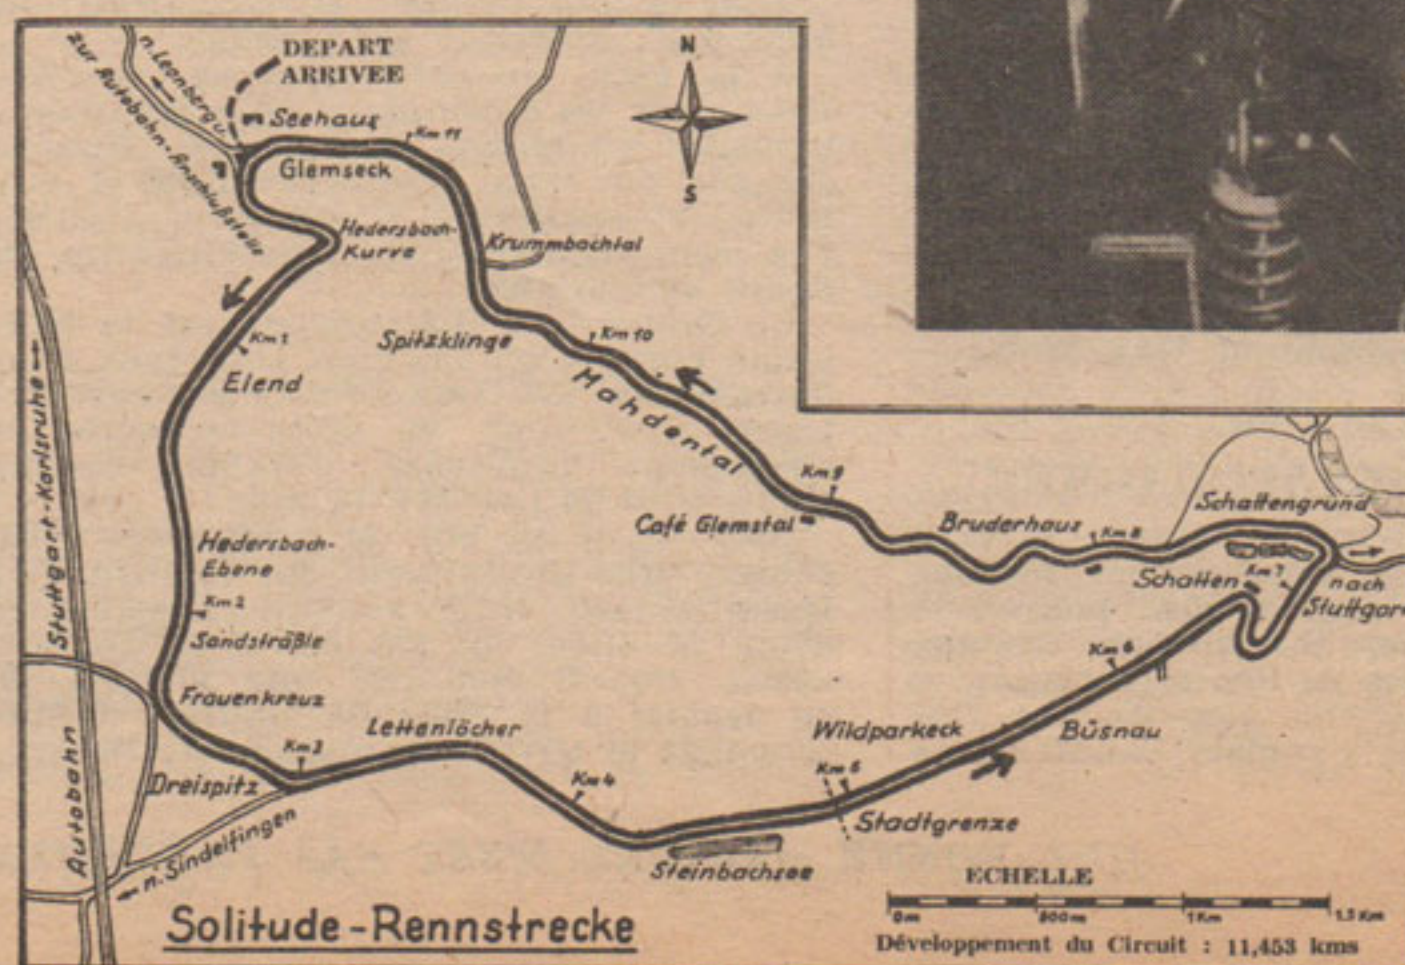 DEPART
ARRIVEE
N
S
n. Leonberg
zur Autobahn-Anschlußstelle
Seehaus
Km 11
Glemseck
Hedersbach-
Kurve
Krummbachtal
Km 1
Spitzklinge
Km 10
Elend
Mahdental
Stuttgart-Karlsruhe
Km 9
Café Glemstal
Bruderhaus
Km 8
Schattengrund
Hedersbach-
Ebene
Schatten
Km 7
nach
Km 2
Sandsträßle
Km 6
Frauenkreuz
Lettenlöcher
Wildparkeck
Büsnau
Km 3
Km 5
Dreispitz
Km 4
Stadtgrenze
Autobahn
n. Sindelfingen
Steinbachsee
ECHELLE
0m 500m 1Km 1.5 Km
Solitude-Rennstrecke
Développement du Circuit : 11,453 kms